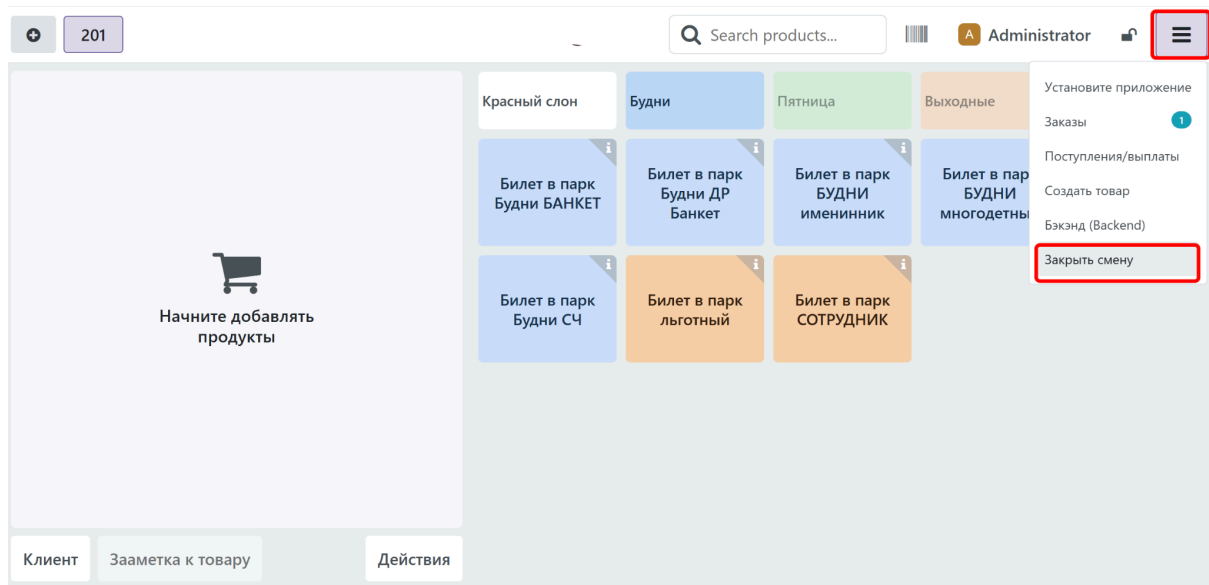 201
Search products...
A Administrator
Установите приложение
Заказы 1
Поступления/выплаты
Создать товар
Бэкэнд (Backend)
Закрыть смену
Красный слон
Будни
Пятница
Выходные
Билет в парк
Будни БАНКЕТ
Билет в парк
Будни ДР
Банкет
Билет в парк
БУДНИ
именинник
Билет в пар
БУДНИ
многодетны
Билет в парк
Будни СЧ
Билет в парк
льготный
Билет в парк
СОТРУДНИК
Начните добавлять
продукты
Клиент
Зааметка к товару
Действия